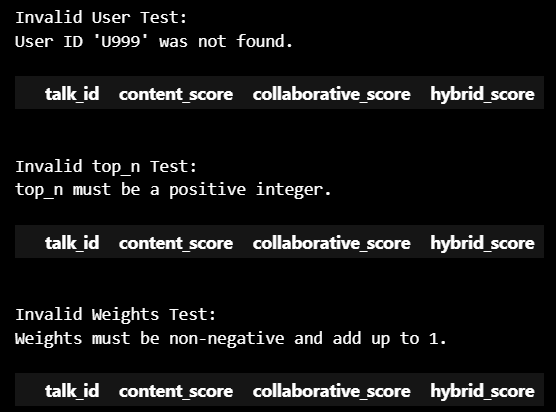 Invalid User Test:
User ID 'U999' was not found.
talk_id content_score collaborative_score hybrid_score
Invalid top_n Test:
top_n must be a positive integer.
talk_id content_score collaborative_score hybrid_score
Invalid Weights Test:
Weights must be non-negative and add up to 1.
talk_id content_score collaborative_score hybrid_score